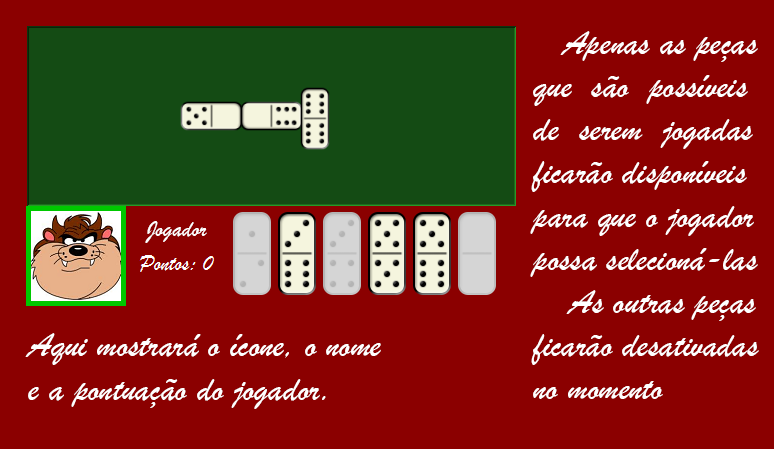 Apenas as peças
que são possíveis
de serem jogadas
ficarão disponíveis
para que o jogador
possa selecioná-las
As outras peças
ficarão desativadas
no momento
Jogador
Pontos: 0
Aqui mostrará o ícone, o nome
e a pontuação do jogador.